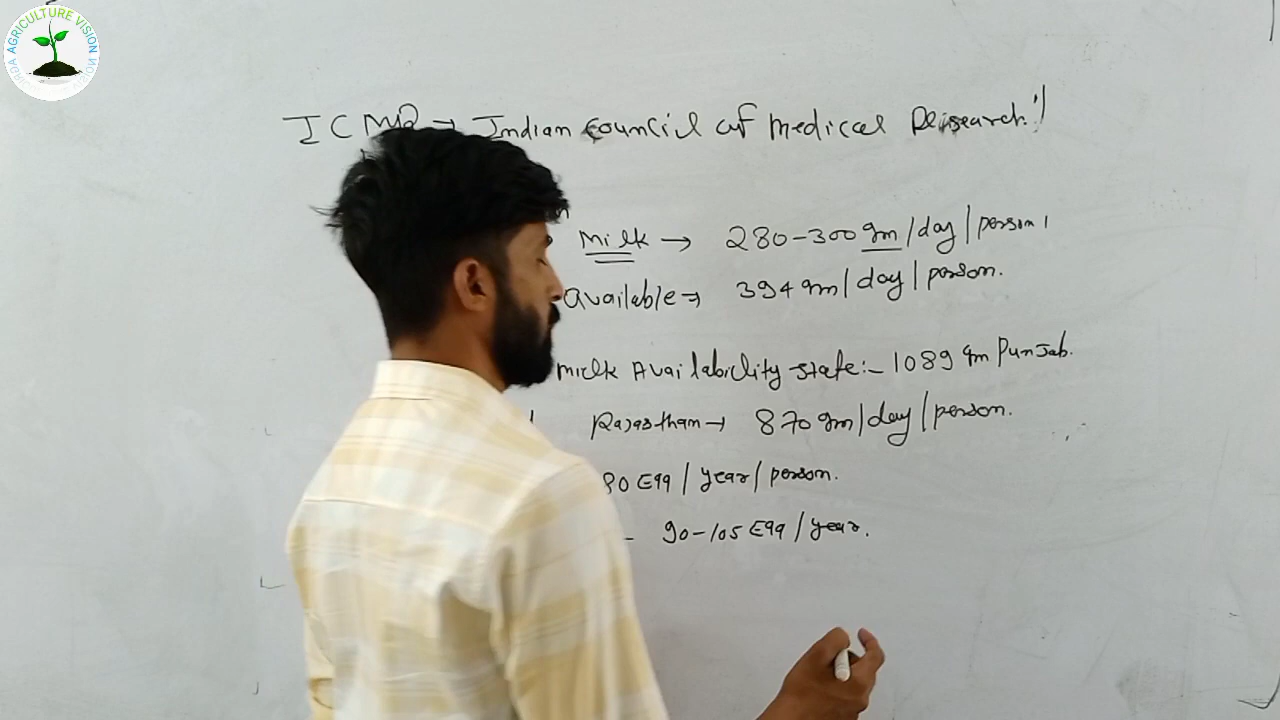 AGRICULTURE VISION
ICMR → Indian Council of Medical Research!
Milk → 280-300 gm/day/person
Available → 394 gm/day/person.
Milk Availability state:- 1089 gm Punjab.
Rajasthan → 870 gm/day/person.
80 Egg/year/person.
- 90-105 Egg/year.